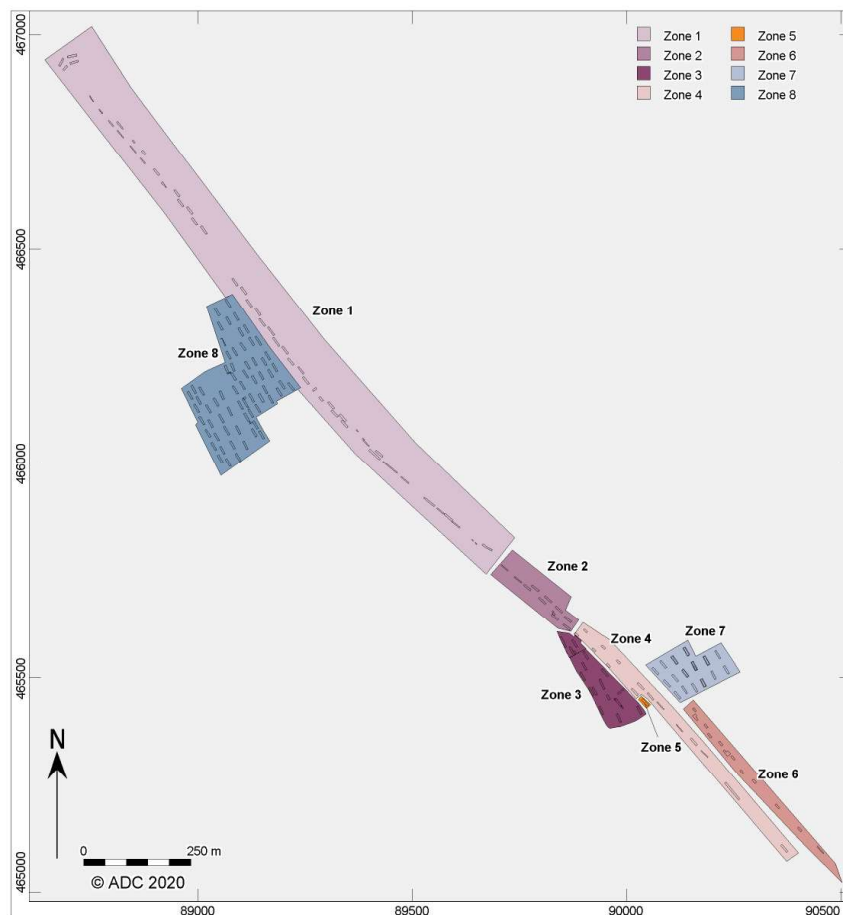 467000
Zone 1 Zone 5
Zone 2 Zone 6
Zone 3 Zone 7
Zone 4 Zone 8
466500
Zone 1
Zone 8
466000
Zone 2
Zone 4
Zone 7
465500
Zone 3
Zone 5
N
Zone 6
0 250 m
© ADC 2020
465000
89000 89500 90000 90500